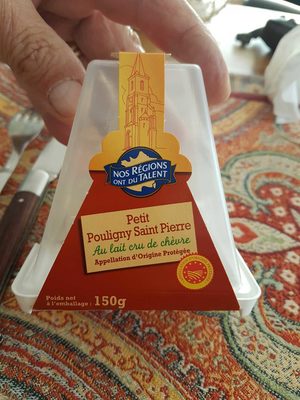 NOS RÉGIONS
ONT DU TALENT
Petit
Pouligny Saint Pierre
Au lait cru de chèvre
Appellation d'Origine Protégée
Poids net
à l'emballage : 150g